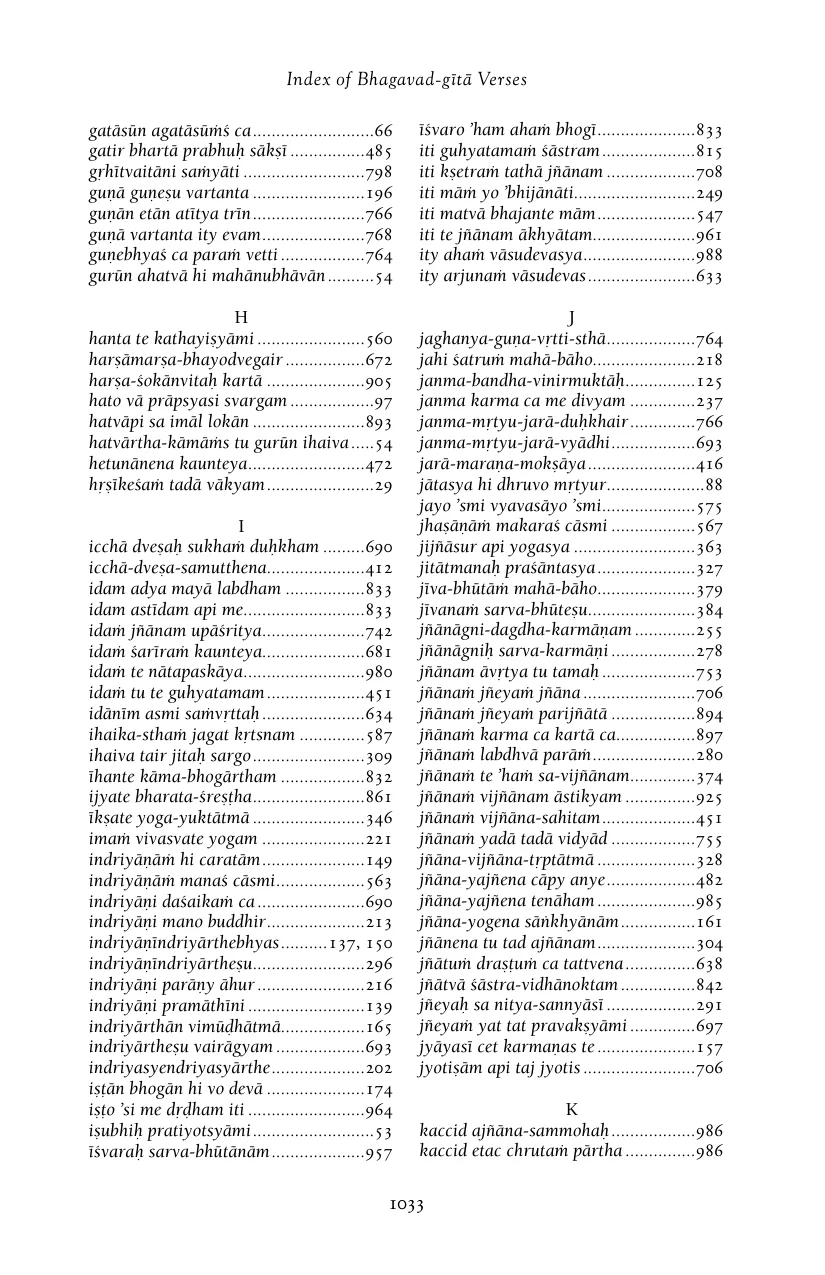 Index of Bhagavad-gītā Verses
gatāsūn agatāsūṁś ca..........................66
gatir bhartā prabhuḥ sākṣī ................485
gṛhītvaitāni saṁyāti ..........................798
guṇā guṇeṣu vartanta ........................196
guṇān etān atītya trīn........................766
guṇā vartanta ity evam......................768
guṇebhyaś ca paraṁ vetti ..................764
gurūn ahatvā hi mahānubhāvān..........54
H
hanta te kathayiṣyāmi .......................560
harṣāmarṣa-bhayodvegair .................672
harṣa-śokānvitaḥ kartā .....................905
hato vā prāpsyasi svargam ..................97
hatvāpi sa imāl lokān ........................893
hatvārtha-kāmāṁs tu gurūn ihaiva.....54
hetunānena kaunteya.........................472
hṛṣīkeśaṁ tadā vākyam.......................29
I
icchā dveṣaḥ sukhaṁ duḥkham .........690
icchā-dveṣa-samutthena.....................412
idam adya mayā labdham .................833
idam astīdam api me..........................833
idaṁ jñānam upāśritya......................742
idaṁ śarīraṁ kaunteya......................681
idaṁ te nātapaskāya..........................980
idaṁ tu te guhyatamam.....................451
idānīm asmi saṁvṛttaḥ ......................634
ihaika-sthaṁ jagat kṛtsnam ..............587
ihaiva tair jitaḥ sargo........................309
īhante kāma-bhogārtham ..................832
ijyate bharata-śreṣṭha........................861
īkṣate yoga-yuktātmā ........................346
imaṁ vivasvate yogam ......................221
indriyāṇāṁ hi caratām......................149
indriyāṇāṁ manaś cāsmi...................563
indriyāṇi daśaikaṁ ca.......................690
indriyāṇi mano buddhir.....................213
indriyāṇīndriyārthebhyas..........137, 150
indriyāṇīndriyārtheṣu........................296
indriyāṇi parāṇy āhur .......................216
indriyāṇi pramāthīni .........................139
indriyārthān vimūḍhātmā..................165
indriyārtheṣu vairāgyam ...................693
indriyasyendriyasyārthe....................202
iṣṭān bhogān hi vo devā .....................174
iṣṭo ’si me dṛḍham iti .........................964
iṣubhiḥ pratiyotsyāmi..........................53
īśvaraḥ sarva-bhūtānām....................957
īśvaro ’ham ahaṁ bhogī.....................833
iti guhyatamaṁ śāstram....................815
iti kṣetraṁ tathā jñānam ...................708
iti māṁ yo ’bhijānāti..........................249
iti matvā bhajante mām.....................547
iti te jñānam ākhyātam......................961
ity ahaṁ vāsudevasya........................988
ity arjunaṁ vāsudevas.......................633
J
jaghanya-guṇa-vṛtti-sthā...................764
jahi śatruṁ mahā-bāho......................218
janma-bandha-vinirmuktāḥ...............125
janma karma ca me divyam ..............237
janma-mṛtyu-jarā-duḥkhair..............766
janma-mṛtyu-jarā-vyādhi..................693
jarā-maraṇa-mokṣāya.......................416
jātasya hi dhruvo mṛtyur.....................88
jayo ’smi vyavasāyo ’smi....................575
jhaṣāṇāṁ makaraś cāsmi ..................567
jijñāsur api yogasya ..........................363
jitātmanaḥ praśāntasya.....................327
jīva-bhūtāṁ mahā-bāho.....................379
jīvanaṁ sarva-bhūteṣu.......................384
jñānāgni-dagdha-karmāṇam .............255
jñānāgniḥ sarva-karmāṇi ..................278
jñānam āvṛtya tu tamaḥ ....................753
jñānaṁ jñeyaṁ jñāna ........................706
jñānaṁ jñeyaṁ parijñātā ..................894
jñānaṁ karma ca kartā ca.................897
jñānaṁ labdhvā parām......................280
jñānaṁ te ’haṁ sa-vijñānam..............374
jñānaṁ vijñānam āstikyam ...............925
jñānaṁ vijñāna-sahitam....................451
jñānaṁ yadā tadā vidyād ..................755
jñāna-vijñāna-tṛptātmā .....................328
jñāna-yajñena cāpy anye...................482
jñāna-yajñena tenāham .....................985
jñāna-yogena sāṅkhyānām................161
jñānena tu tad ajñānam.....................304
jñātuṁ draṣṭuṁ ca tattvena...............638
jñātvā śāstra-vidhānoktam ................842
jñeyaḥ sa nitya-sannyāsī ...................291
jñeyaṁ yat tat pravakṣyāmi ..............697
jyāyasī cet karmaṇas te .....................157
jyotiṣām api taj jyotis ........................706
K
kaccid ajñāna-sammohaḥ..................986
kaccid etac chrutaṁ pārtha ...............986
1033